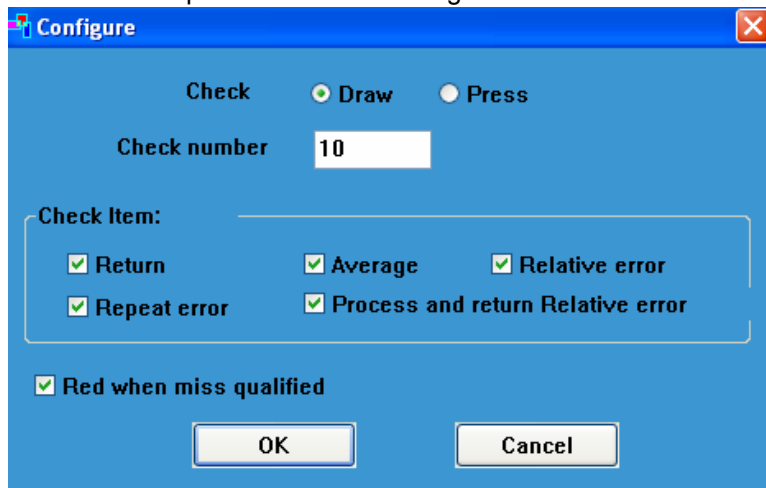 Configure
Check Draw Press
Check number 10
Check Item:
Return Average Relative error
Repeat error Process and return Relative error
Red when miss qualified
OK Cancel